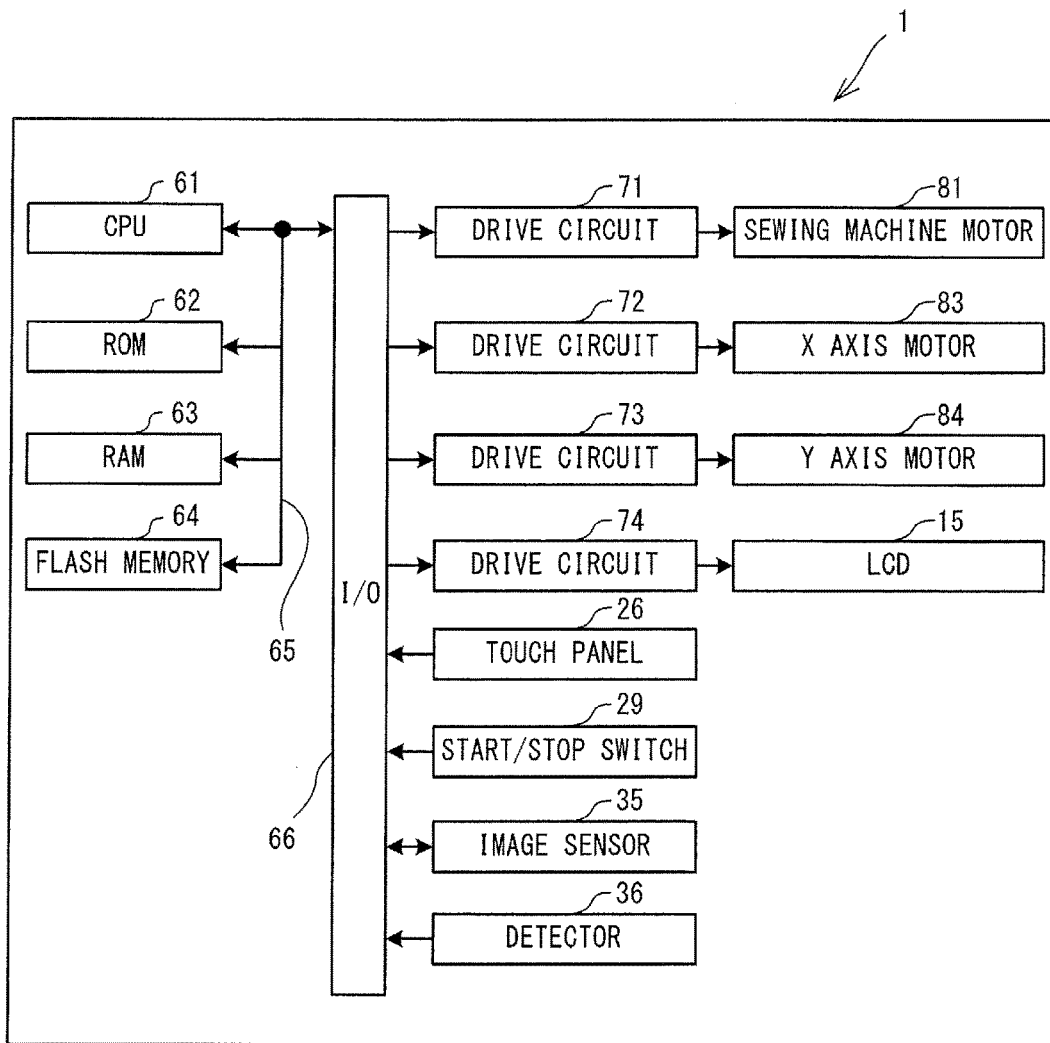 1
61
CPU
62
ROM
63
RAM
64
FLASH MEMORY
65
I/O
66
71
DRIVE CIRCUIT
81
SEWING MACHINE MOTOR
72
DRIVE CIRCUIT
83
X AXIS MOTOR
73
DRIVE CIRCUIT
84
Y AXIS MOTOR
74
DRIVE CIRCUIT
15
LCD
26
TOUCH PANEL
29
START/STOP SWITCH
35
IMAGE SENSOR
36
DETECTOR